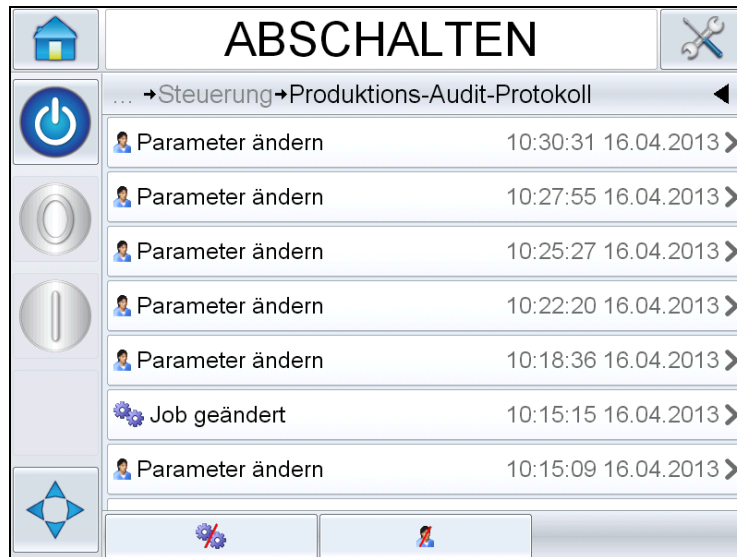 ABSCHALTEN
... →Steuerung→Produktions-Audit-Protokoll
Parameter ändern 10:30:31 16.04.2013
Parameter ändern 10:27:55 16.04.2013
Parameter ändern 10:25:27 16.04.2013
Parameter ändern 10:22:20 16.04.2013
Parameter ändern 10:18:36 16.04.2013
Job geändert 10:15:15 16.04.2013
Parameter ändern 10:15:09 16.04.2013